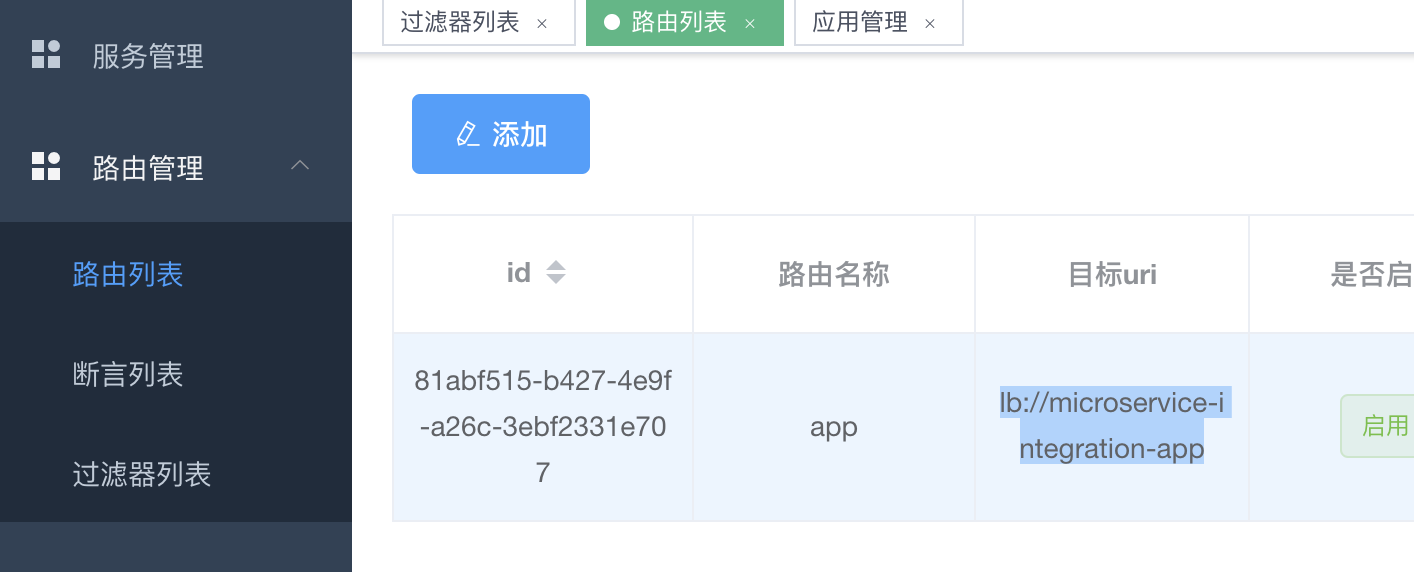 服务管理
路由管理
路由列表
断言列表
过滤器列表
过滤器列表 ×
路由列表 ×
应用管理 ×
添加
id
路由名称
目标uri
是否启
81abf515-b427-4e9f
-a26c-3ebf2331e70
7
app
lb://microservice-i
ntegration-app
启用